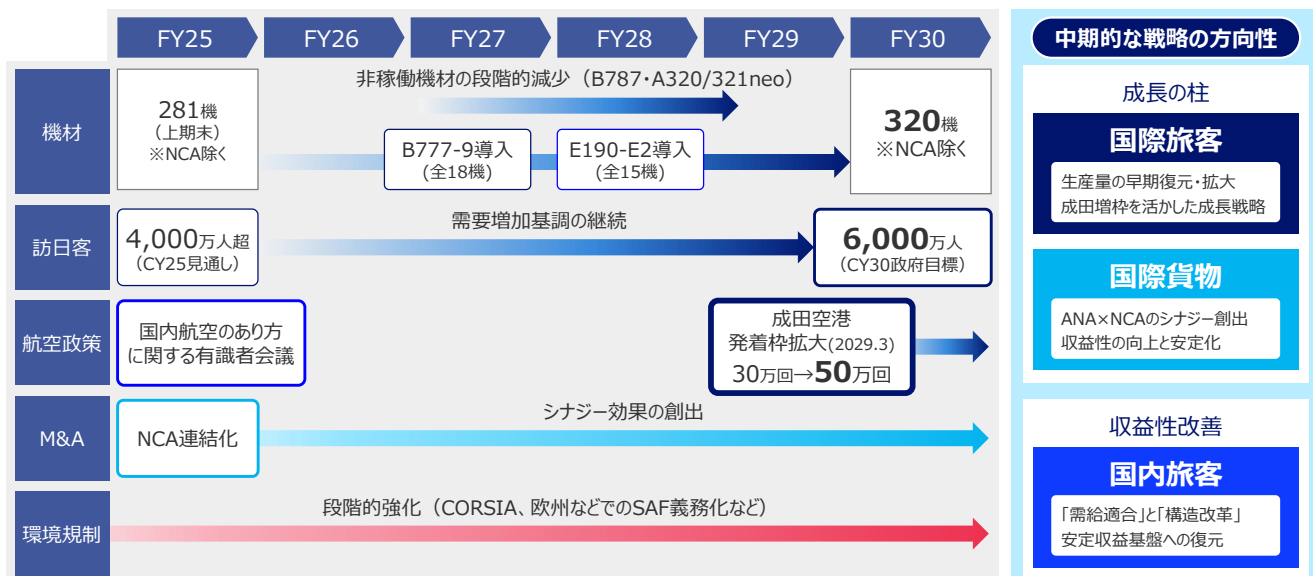 FY25
FY26
FY27
FY28
FY29
FY30
機材
281機
(上期末)
※NCA除く
非稼働機材の段階的減少（B787・A320/321neo）
B777-9導入
(全18機)
E190-E2導入
(全15機)
320機
※NCA除く
訪日客
4,000万人超
(CY25見通し)
需要増加基調の継続
6,000万人
(CY30政府目標)
航空政策
国内航空のあり方
に関する有識者会議
成田空港
発着枠拡大(2029.3)
30万回→50万回
M&A
NCA連結化
シナジー効果の創出
環境規制
段階的強化（CORSIA、欧州などでのSAF義務化など）
中期的な戦略の方向性
成長の柱
国際旅客
生産量の早期復元・拡大
成田増枠を活かした成長戦略
国際貨物
ANA×NCAのシナジー創出
収益性の向上と安定化
収益性改善
国内旅客
「需給適合」と「構造改革」
安定収益基盤への復元